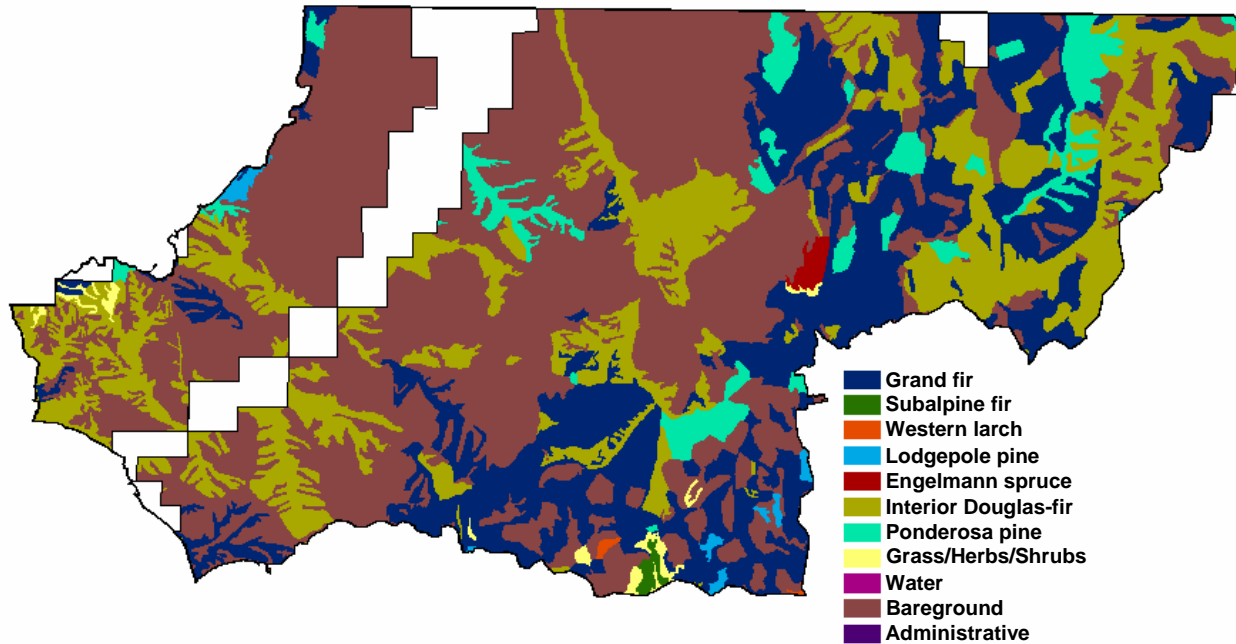 Grand fir
Subalpine fir
Western larch
Lodgepole pine
Engelmann spruce
Interior Douglas-fir
Ponderosa pine
Grass/Herbs/Shrubs
Water
Bareground
Administrative